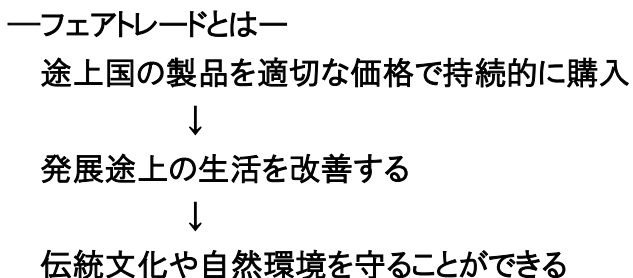 ―フェアトレードとはー
途上国の製品を適切な価格で持続的に購入
↓
発展途上の生活を改善する
↓
伝統文化や自然環境を守ることができる